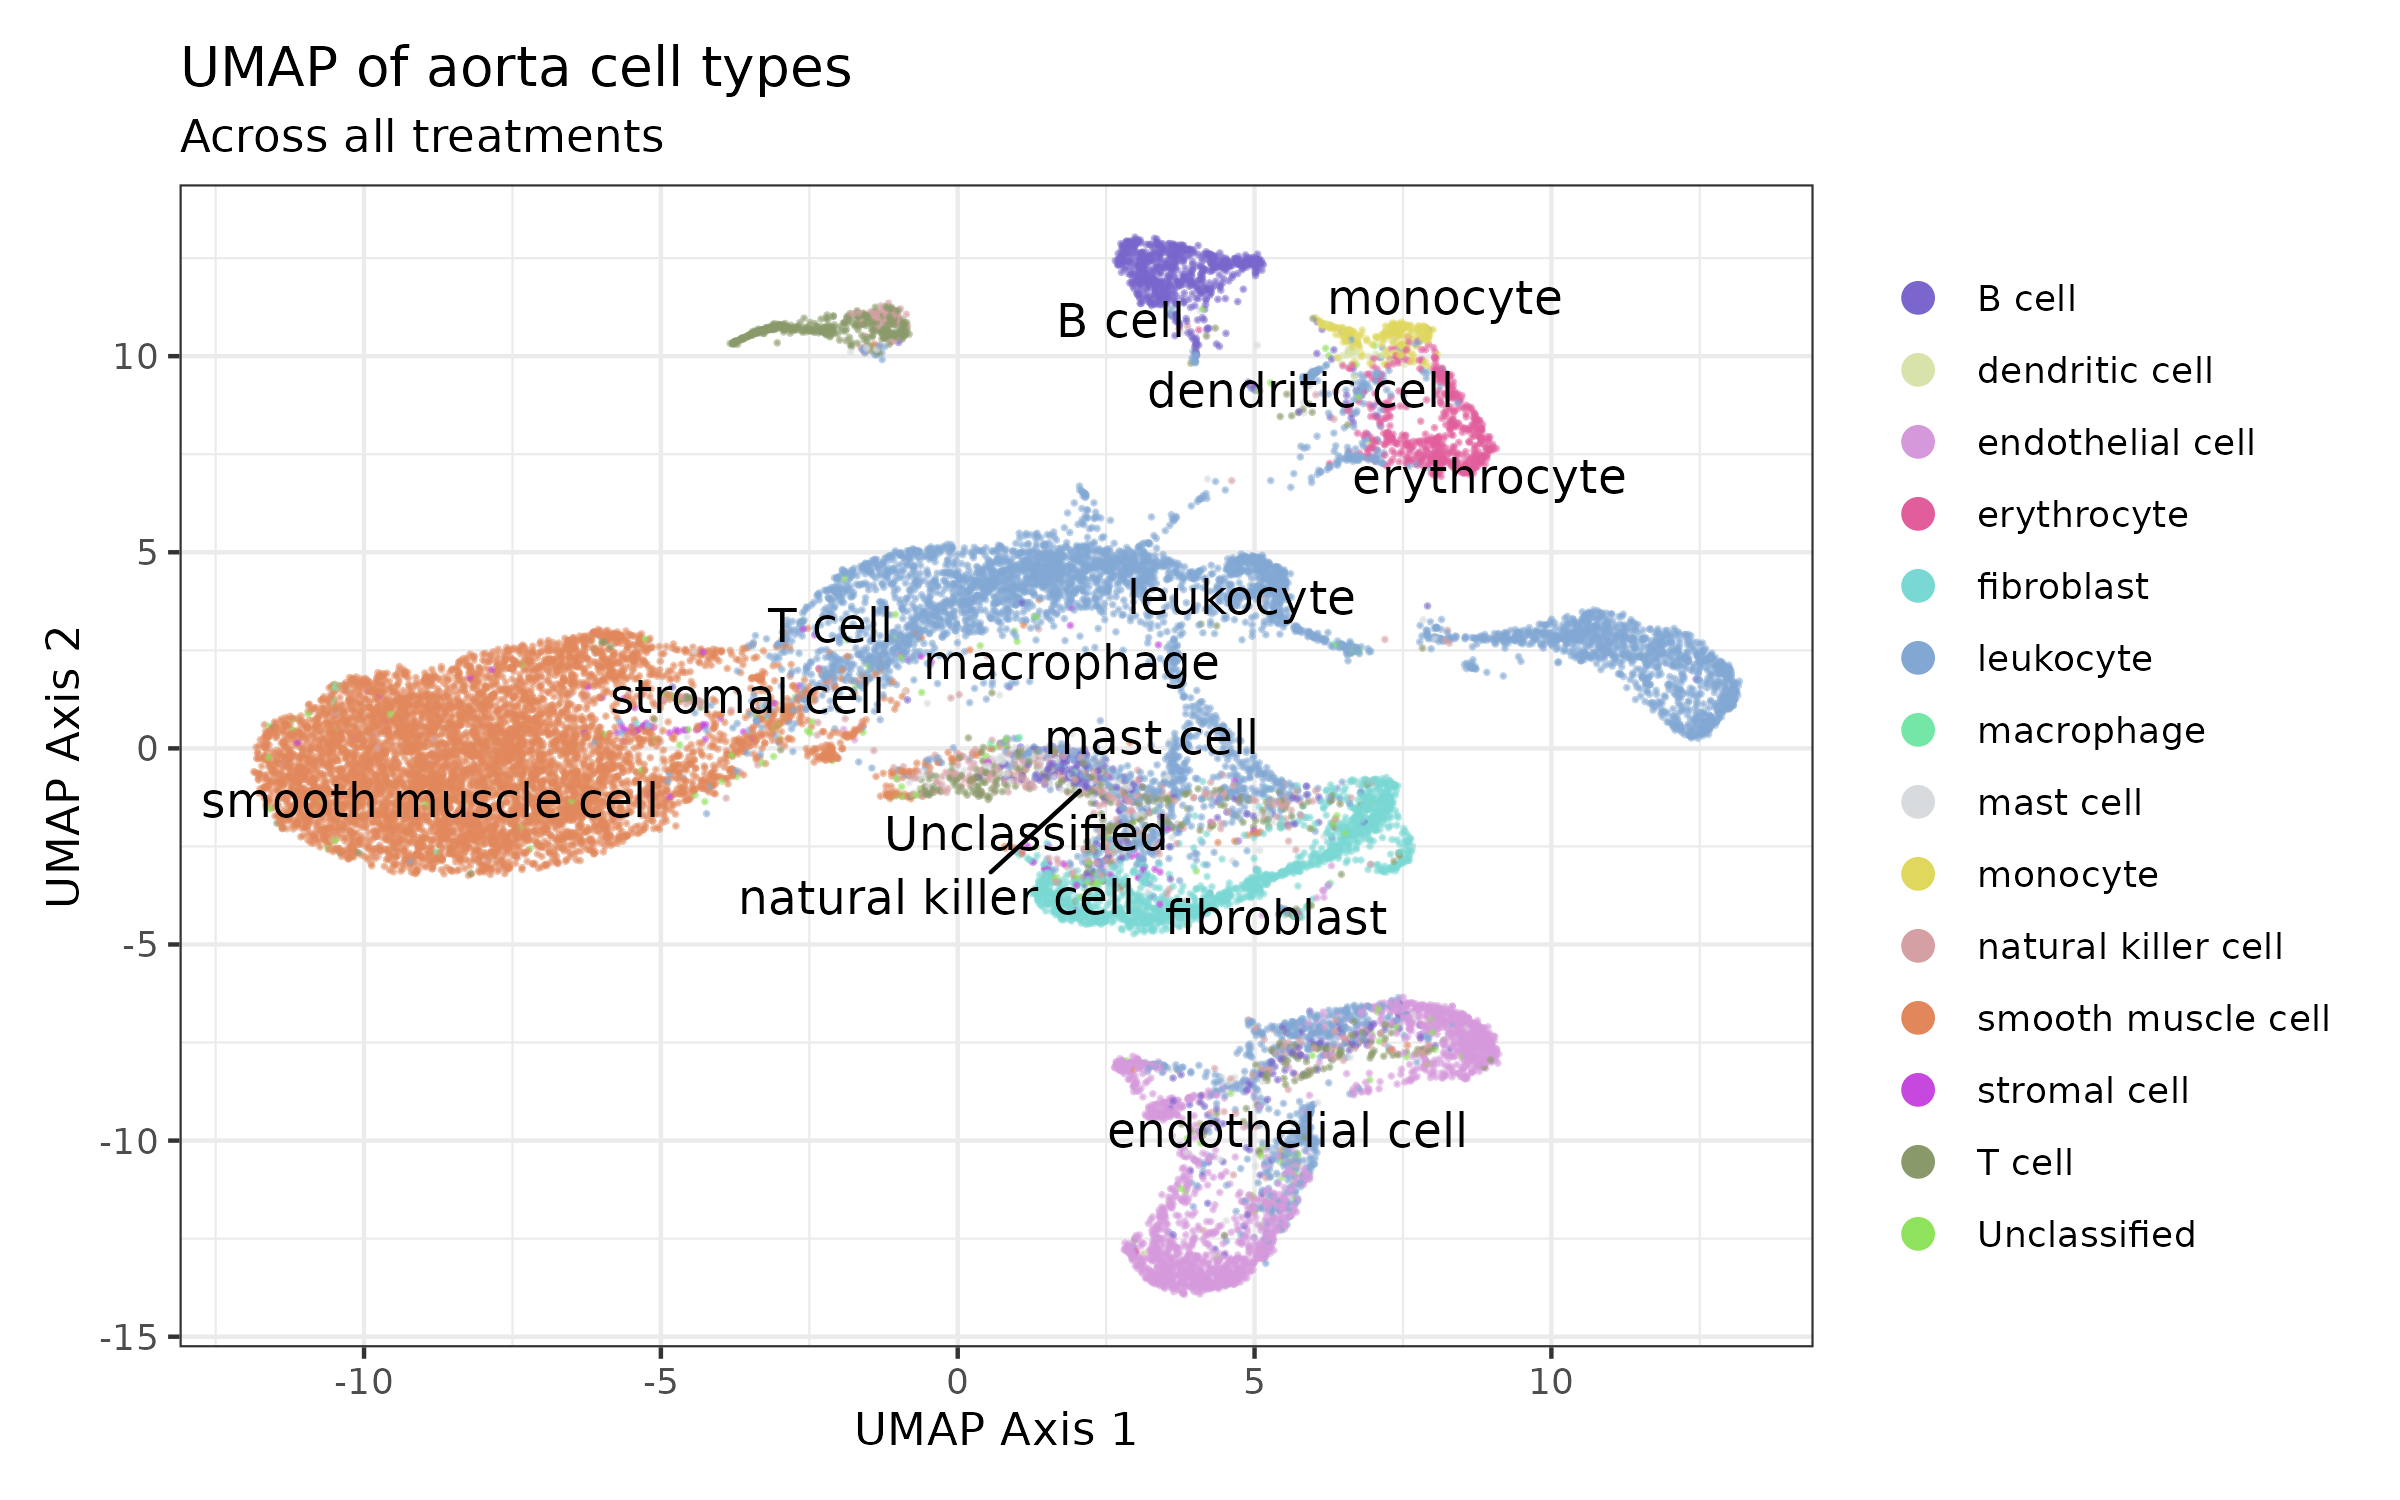 UMAP of aorta cell types
Across all treatments
B cell
monocyte
dendritic cell
erythrocyte
leukocyte
T cell
macrophage
stromal cell
mast cell
smooth muscle cell
Unclassified
natural killer cell
fibroblast
endothelial cell
10
5
0
-5
-10
-15
UMAP Axis 2
-10
-5
0
5
10
UMAP Axis 1
B cell
dendritic cell
endothelial cell
erythrocyte
fibroblast
leukocyte
macrophage
mast cell
monocyte
natural killer cell
smooth muscle cell
stromal cell
T cell
Unclassified